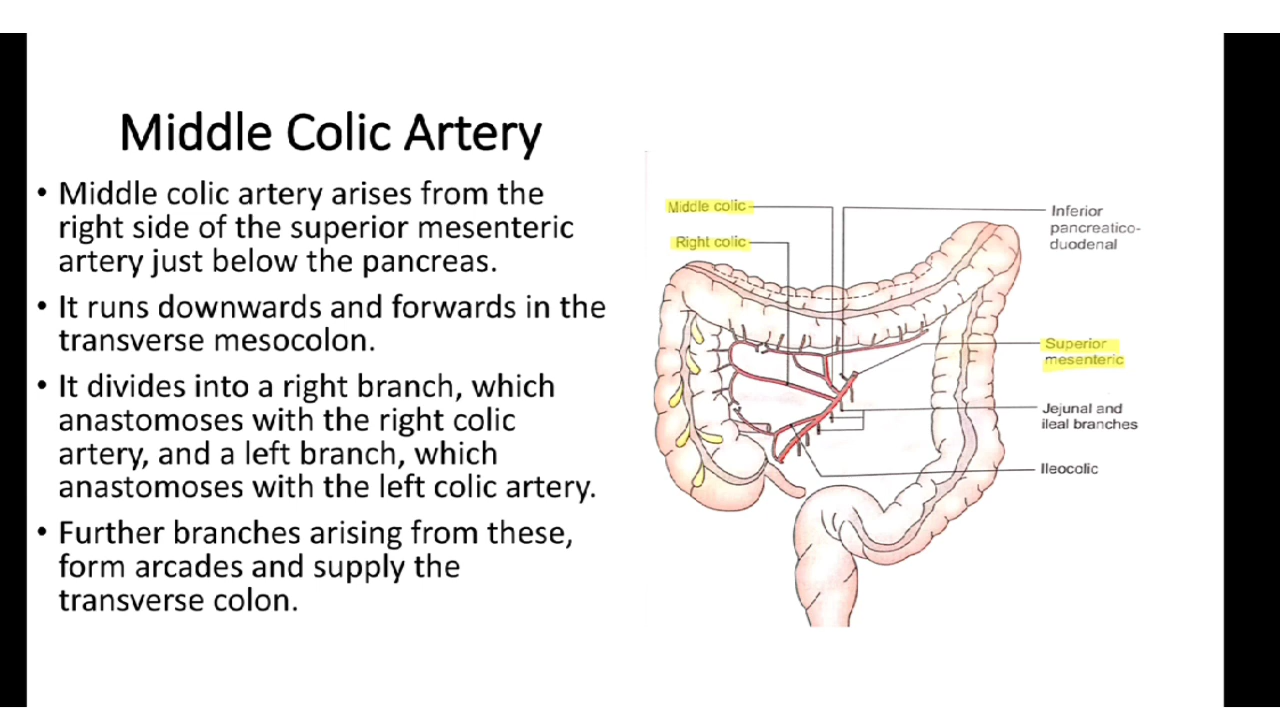 Middle Colic Artery
• Middle colic artery arises from the
right side of the superior mesenteric
artery just below the pancreas.
• It runs downwards and forwards in the
transverse mesocolon.
• It divides into a right branch, which
anastomoses with the right colic
artery, and a left branch, which
anastomoses with the left colic artery.
• Further branches arising from these,
form arcades and supply the
transverse colon.
Middle colic
Right colic
Inferior
pancreatico-
duodenal
Superior
mesenteric
Jejunal and
ileal branches
Ileocolic